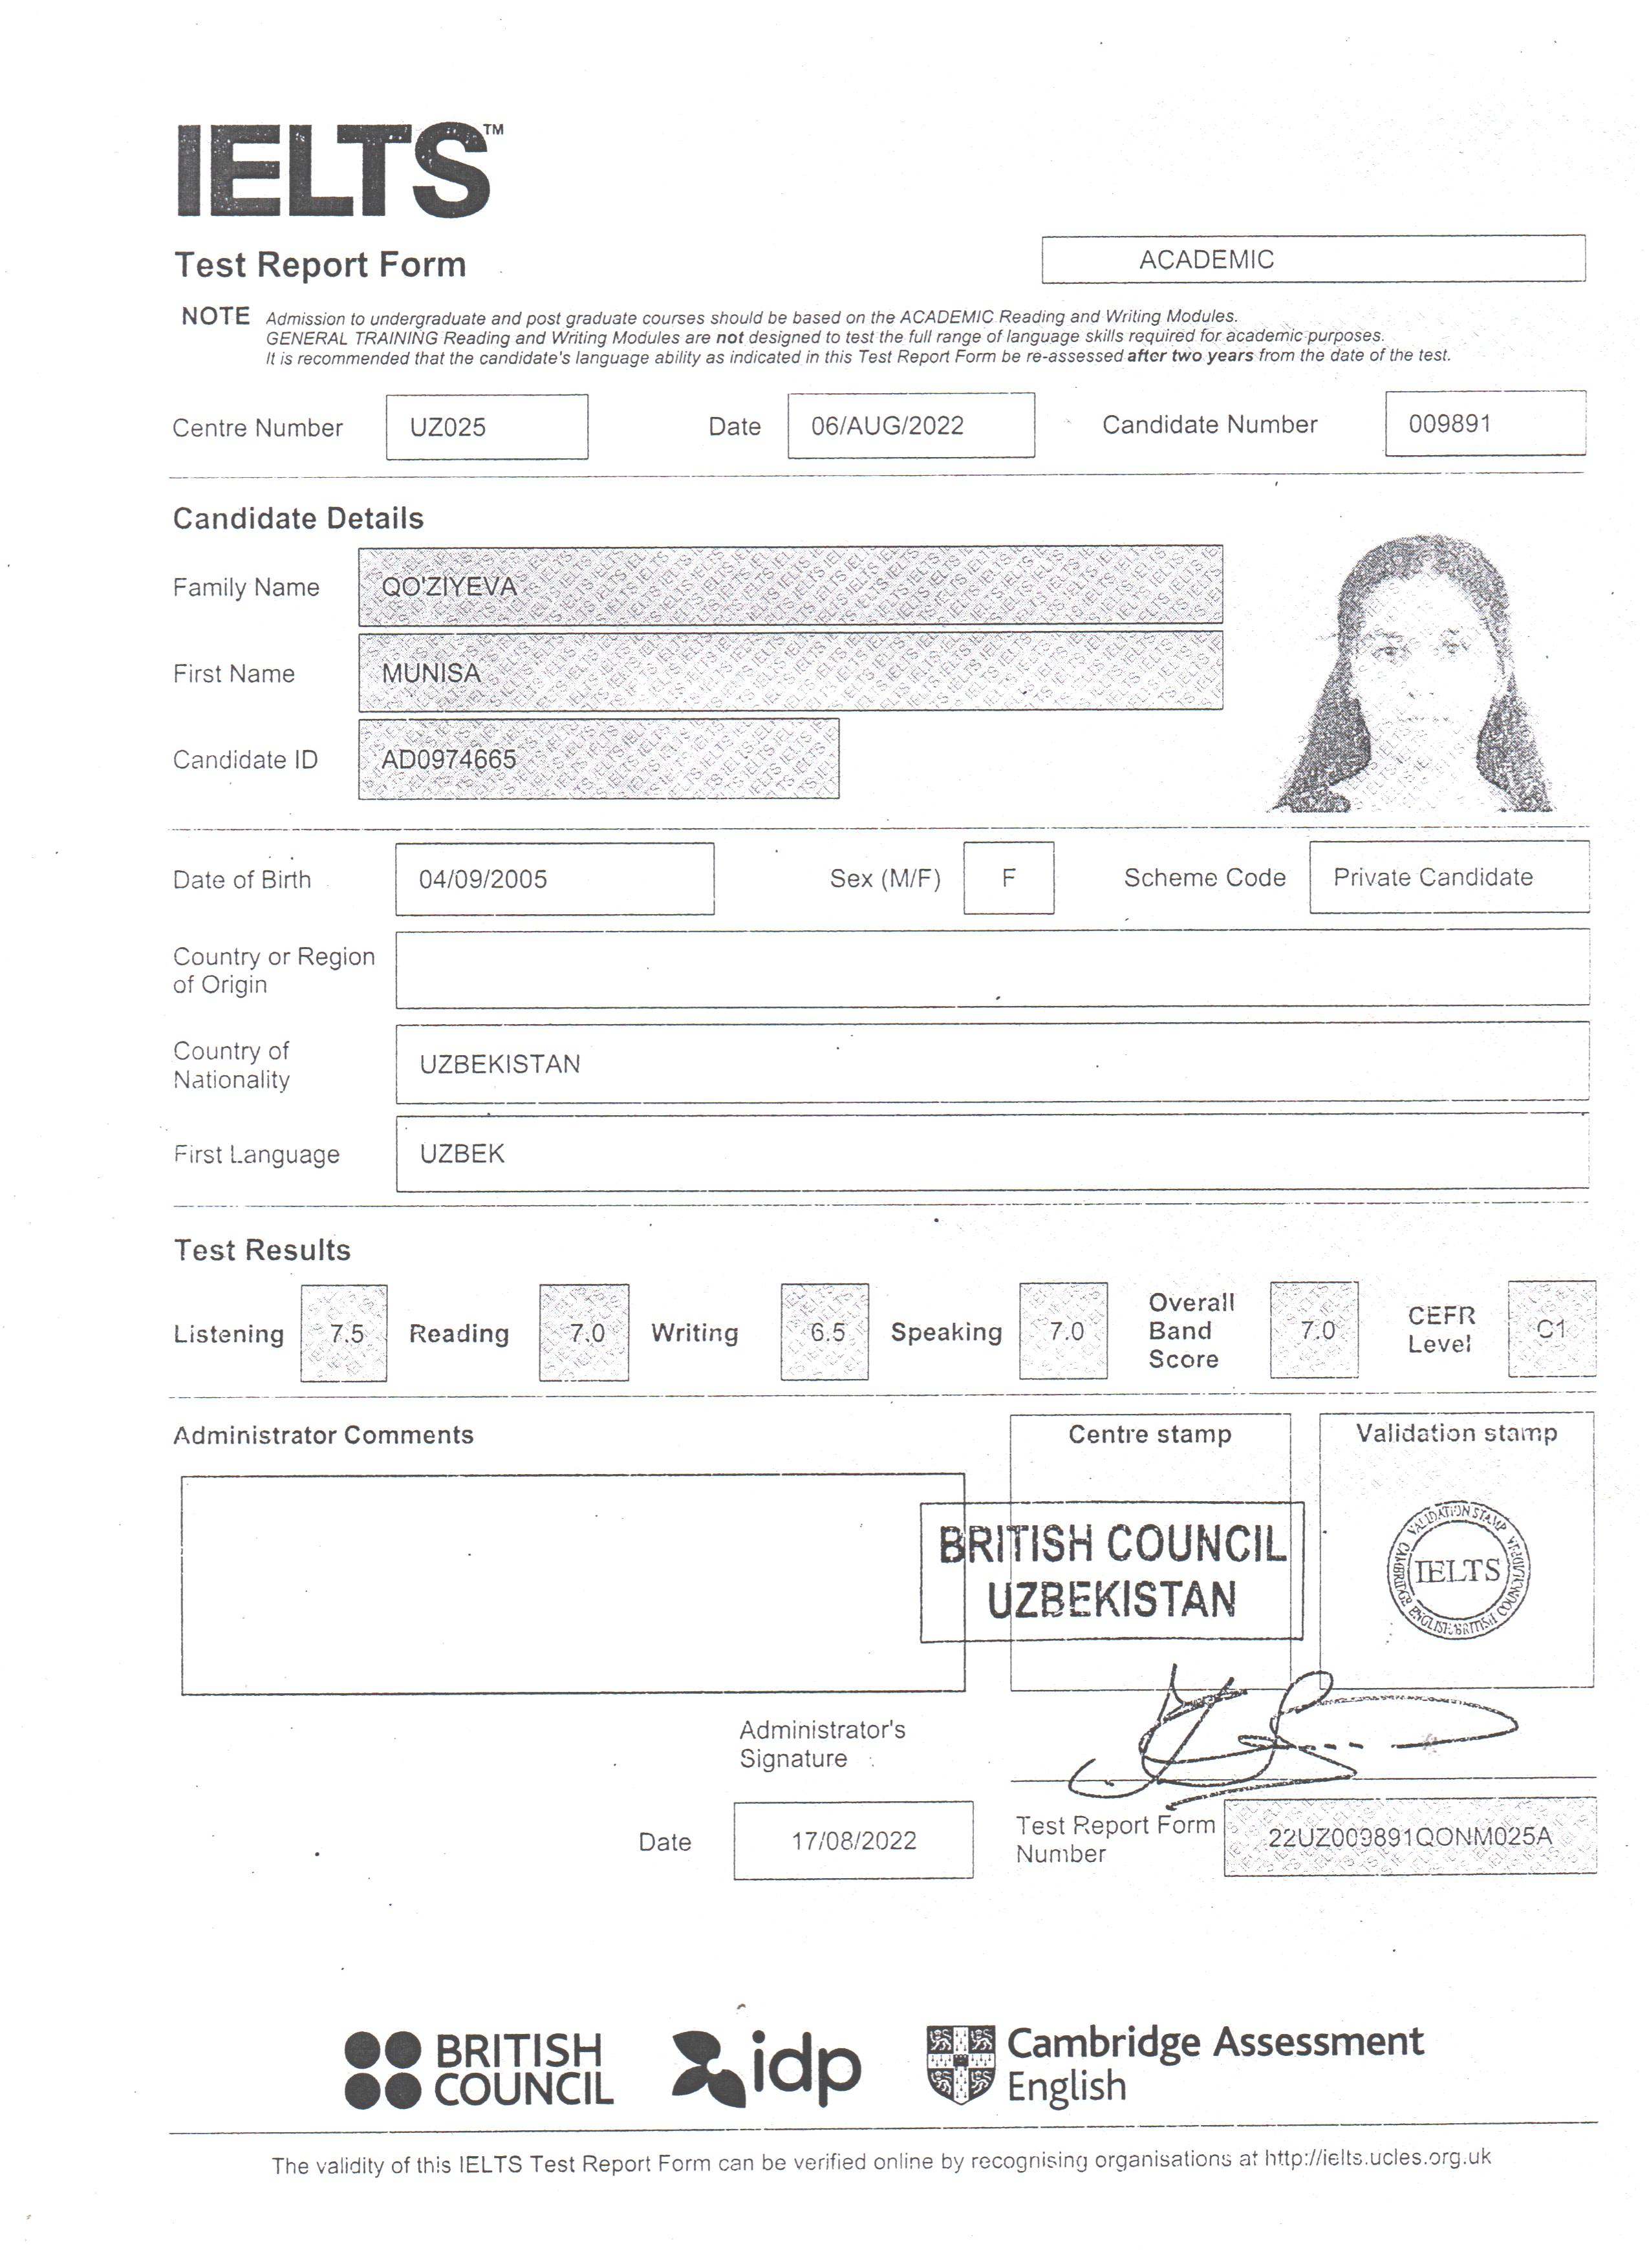 IELTS™
Test Report Form
ACADEMIC
NOTE Admission to undergraduate and post graduate courses should be based on the ACADEMIC Reading and Writing Modules.
GENERAL TRAINING Reading and Writing Modules are not designed to test the full range of language skills required for academic purposes.
It is recommended that the candidate's language ability as indicated in this Test Report Form be re-assessed after two years from the date of the test.
Centre Number UZ025 Date 06/AUG/2022 Candidate Number 009891
Candidate Details
Family Name QO'ZIYEVA
First Name MUNISA
Candidate ID AD0974665
Date of Birth 04/09/2005 Sex (M/F) F Scheme Code Private Candidate
Country or Region
of Origin
Country of
Nationality
UZBEKISTAN
First Language UZBEK
Test Results
Listening 7.5 Reading 7.0 Writing 6.5 Speaking 7.0 Overall Band Score 7.0 CEFR Level C1
Administrator Comments
Centre stamp
Validation stamp
BRITISH COUNCIL
UZBEKISTAN
VALIDATION STAMP
IELTS
CAMBRIDGE ENGLISH BRITISH COUNCIL IDP:IA
Administrator's
Signature
Date 17/08/2022
Test Report Form
Number
22UZ009891QONM025A
BRITISH
COUNCIL
idp
Cambridge Assessment
English
The validity of this IELTS Test Report Form can be verified online by recognising organisations at http://ielts.ucles.org.uk